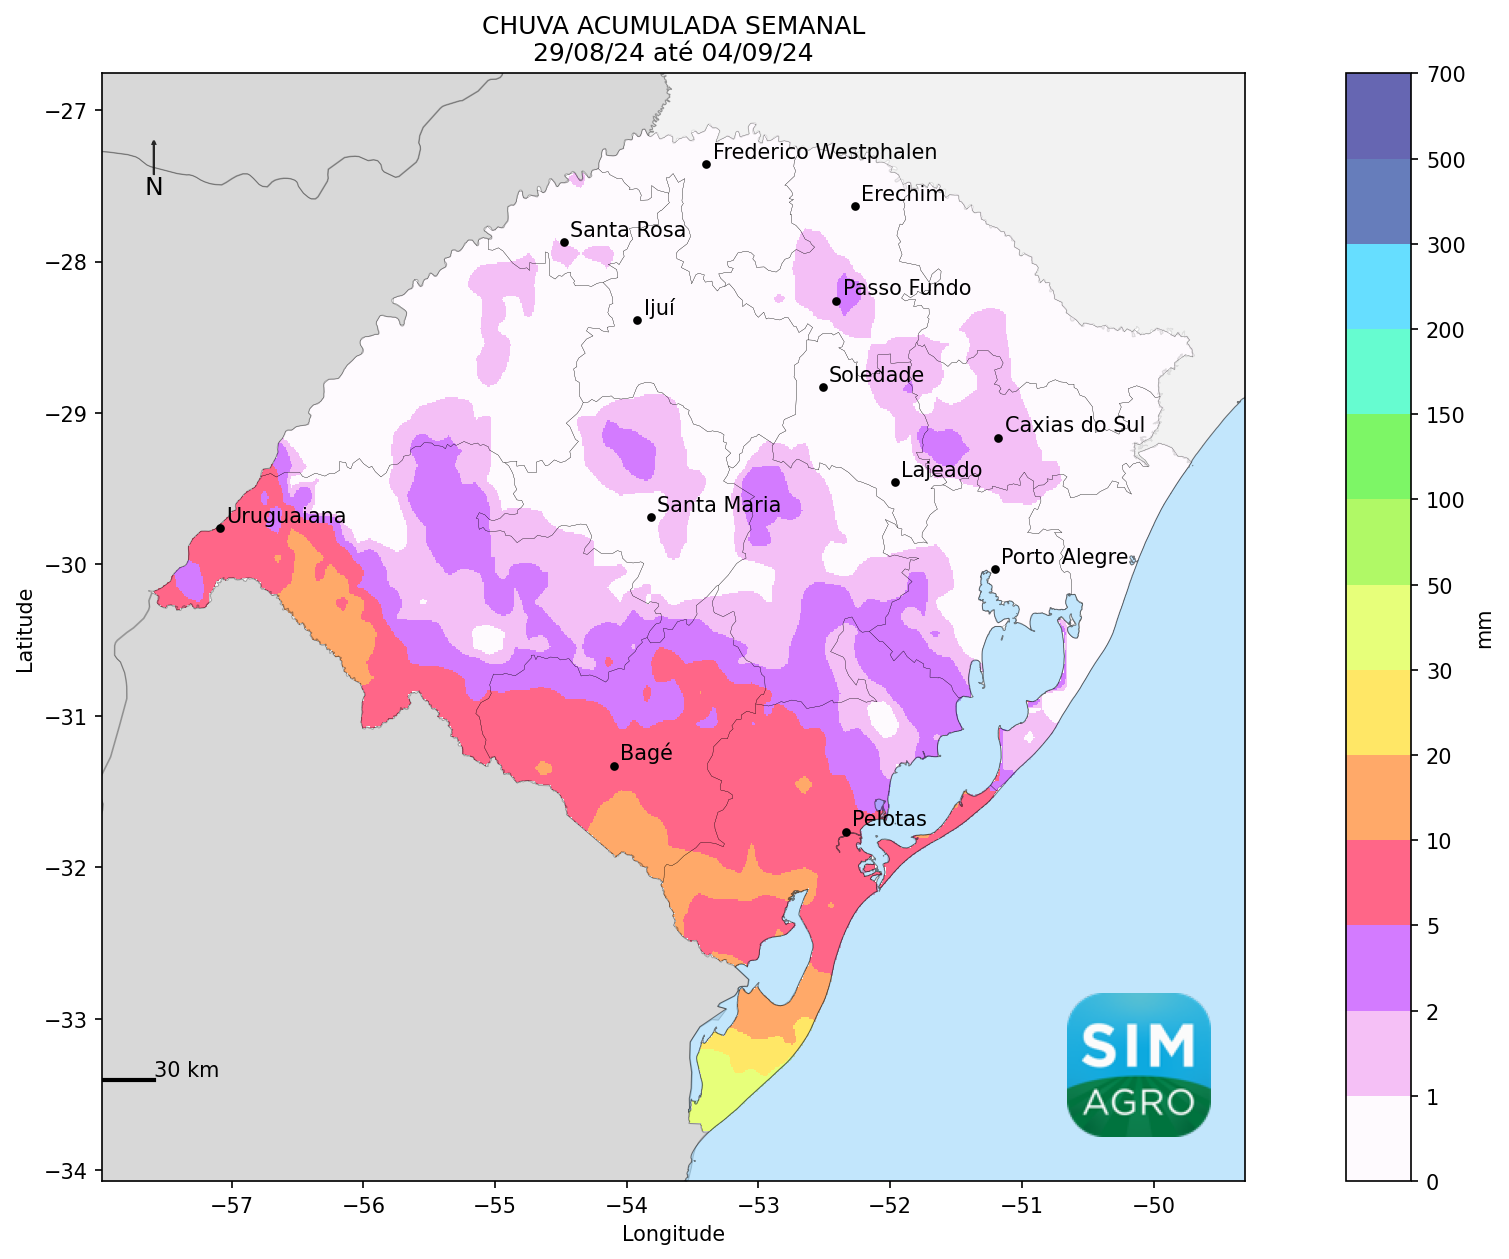 CHUVA ACUMULADA SEMANAL
29/08/24 até 04/09/24
−27
−28
−29
−30
−31
−32
−33
−34
Latitude
N
Frederico Westphalen
Erechim
Santa Rosa
Passo Fundo
Ijuí
Soledade
Caxias do Sul
Lajeado
Santa Maria
Uruguaiana
Porto Alegre
Bagé
Pelotas
30 km
SIM
AGRO
−57
−56
−55
−54
−53
−52
−51
−50
Longitude
700
500
300
200
150
100
50
30
20
10
5
2
1
0
mm